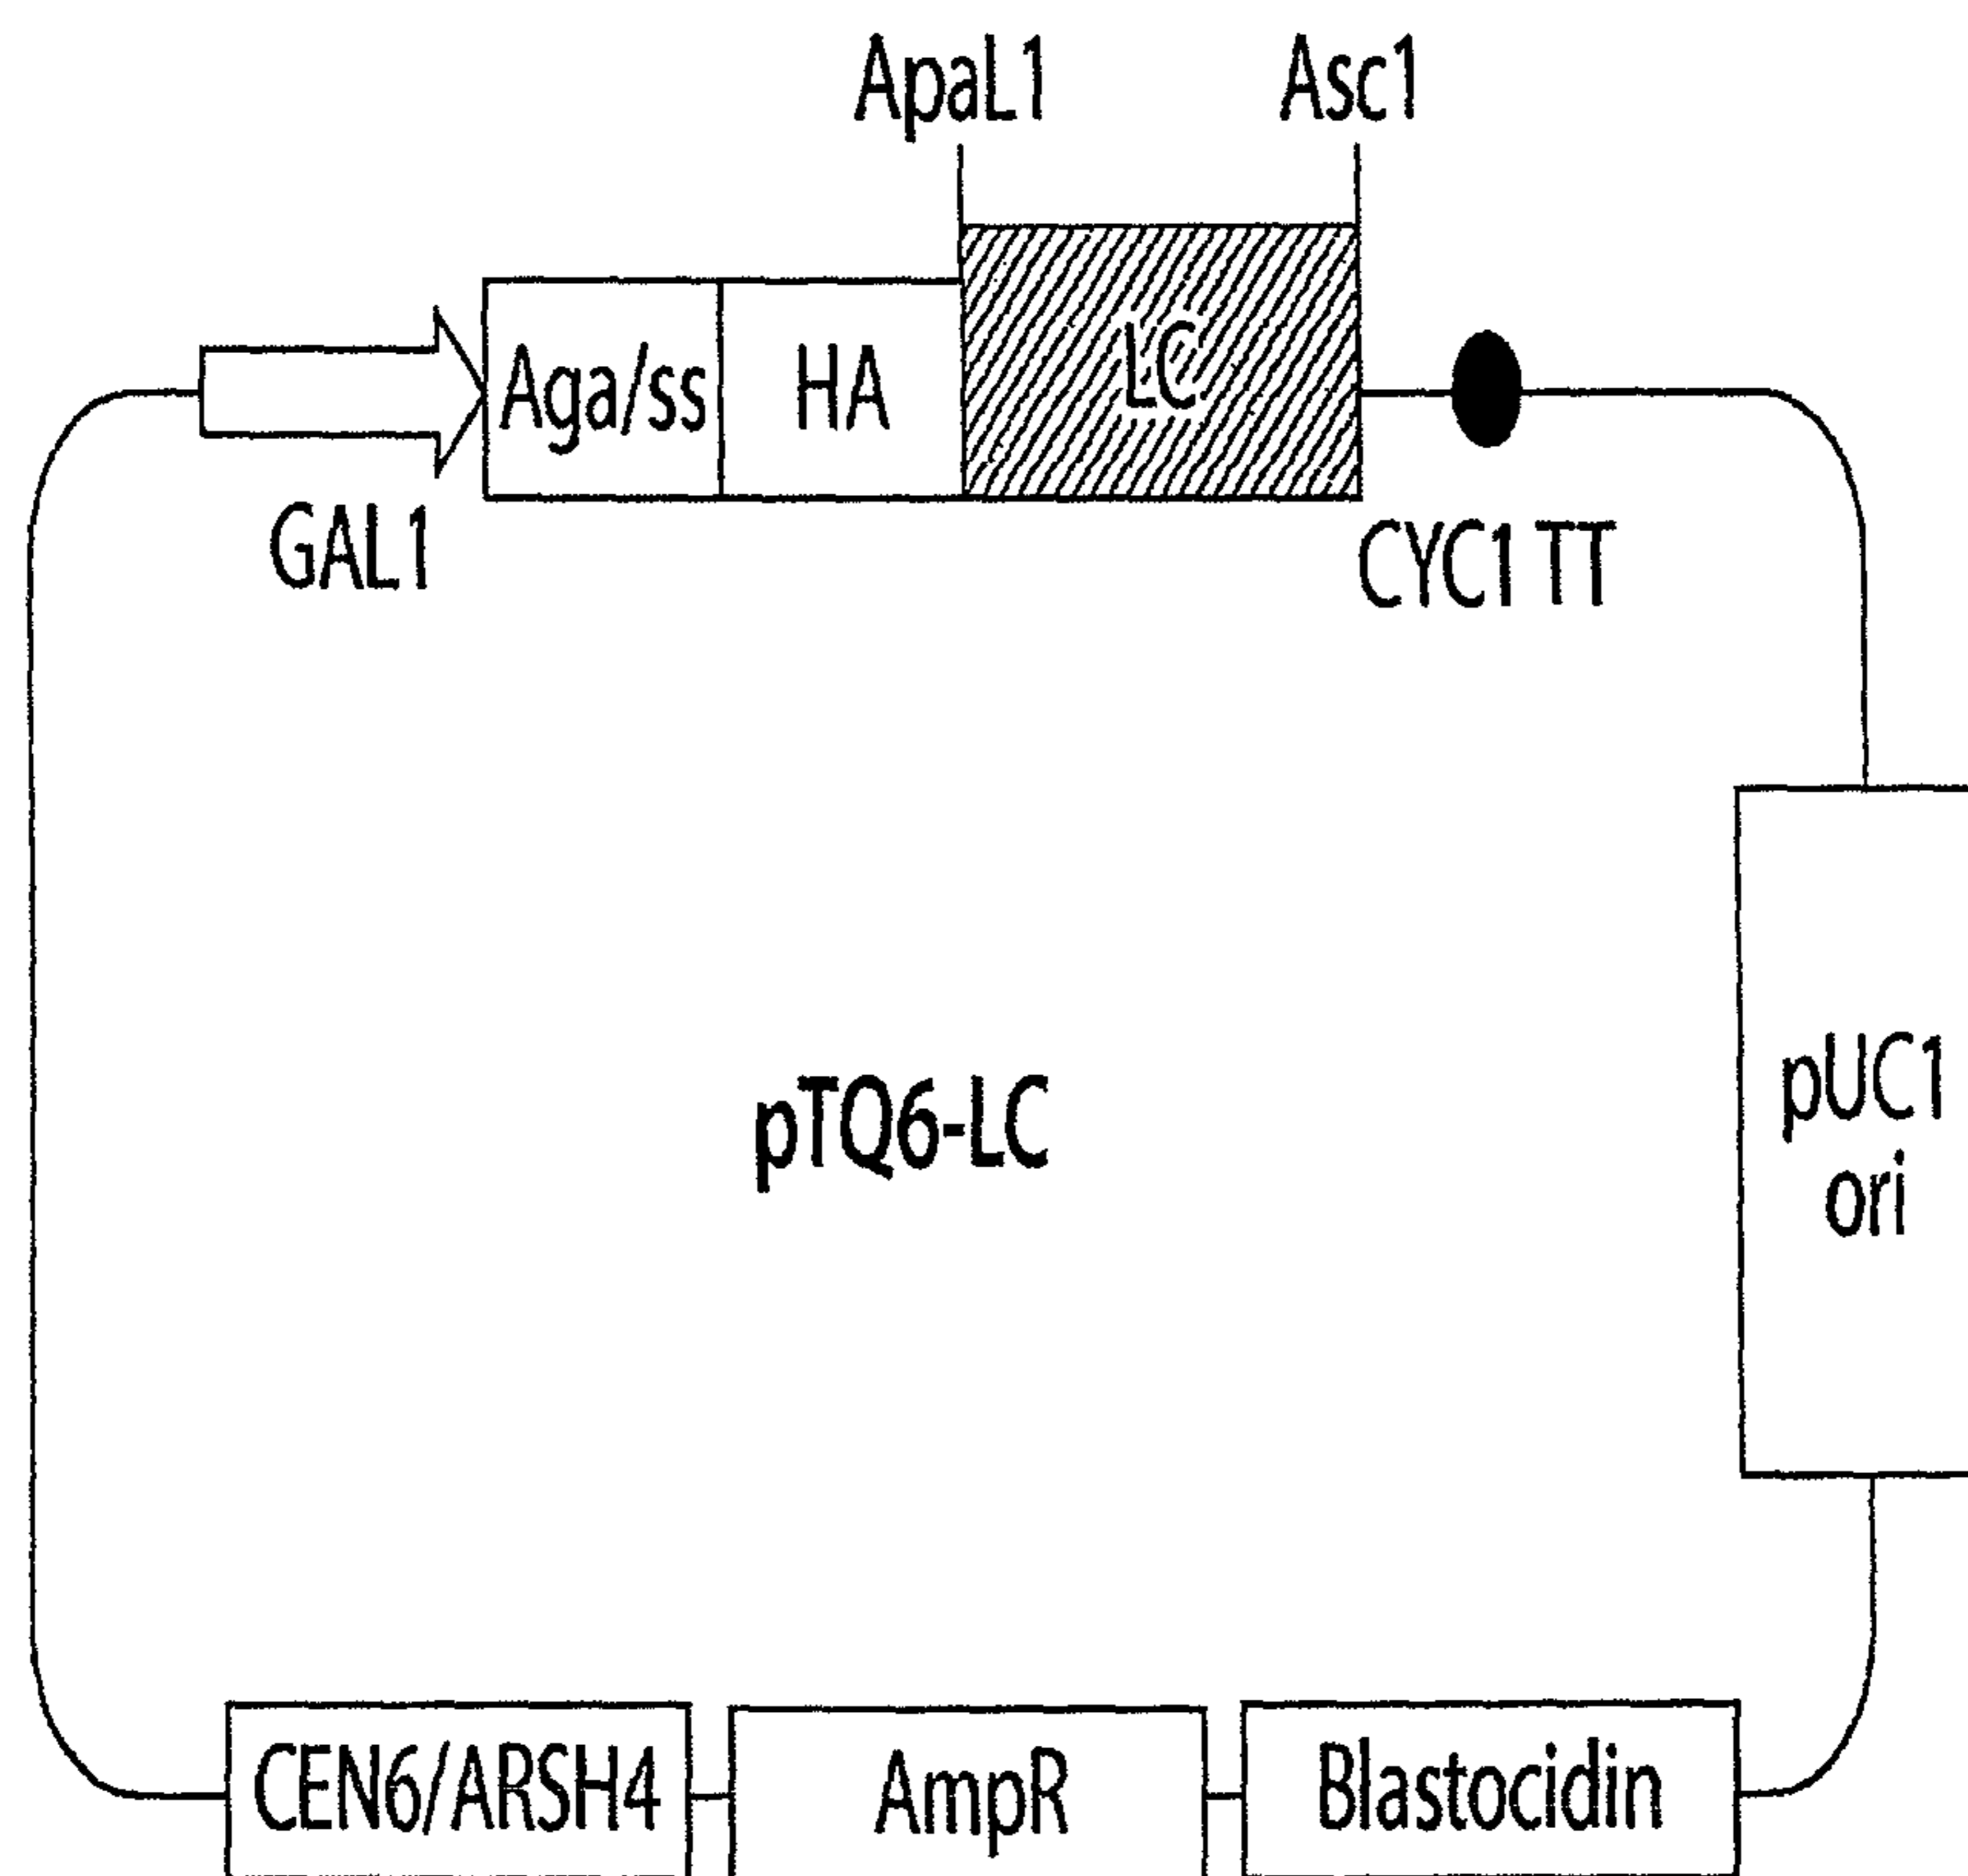 ApaL1
Asc1
Aga/ss
HA
LC
GAL1
CYC1 TT
pTQ6-LC
pUC1
ori
CEN6/ARSH4
AmpR
Blastocidin